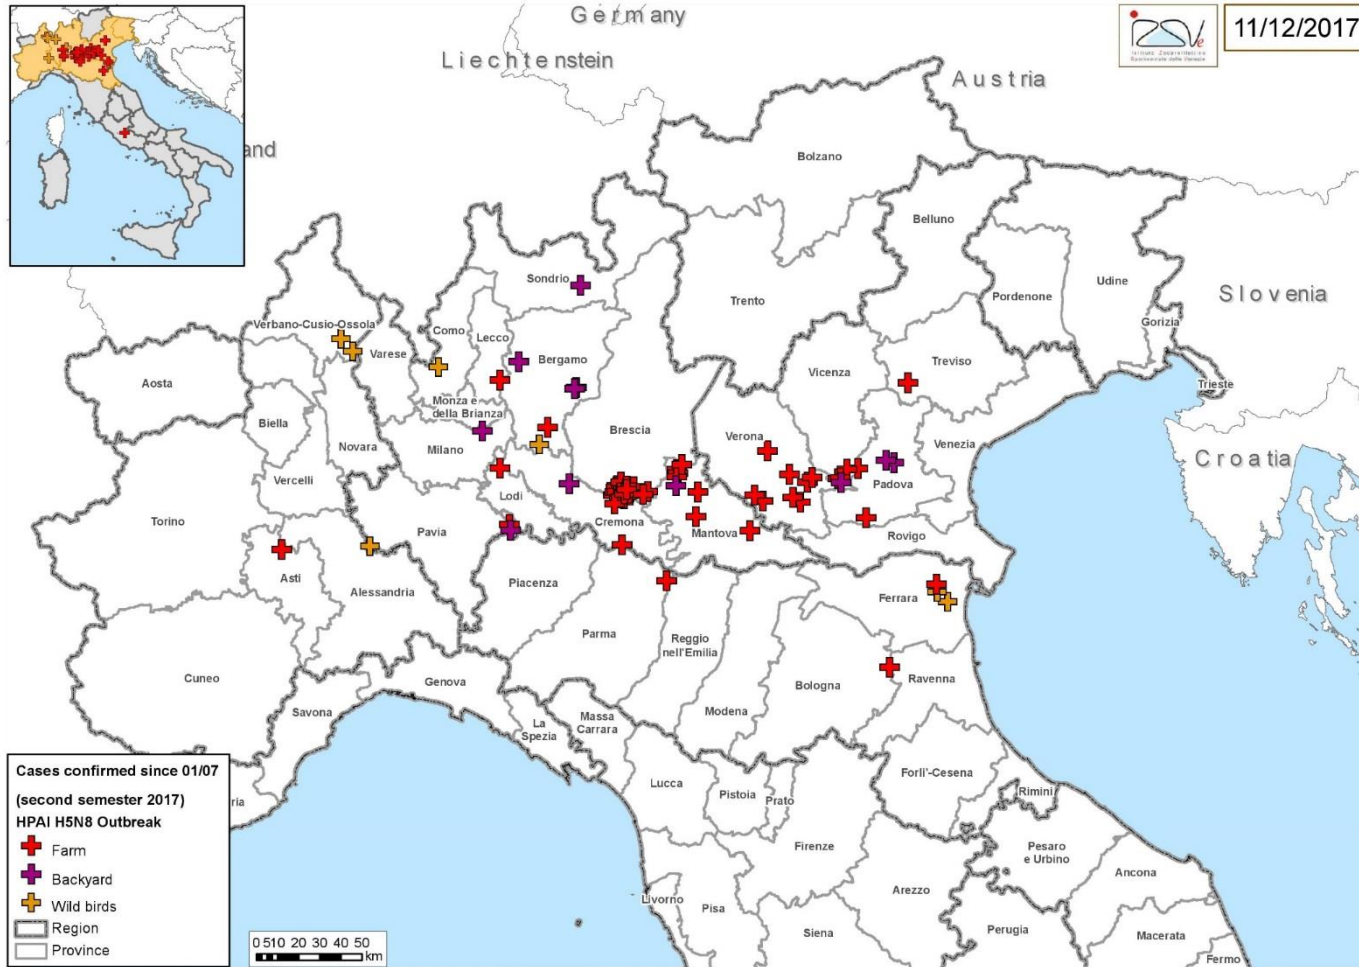 Germany
11/12/2017
Liechtenstein
Austria
and
Bolzano
Belluno
Sondrio
Trento
Pordenone
Udine
Slovenia
Gorizia
Verbano-Cusio-Ossola
Como
Lecco
Varese
Bergamo
Vicenza
Treviso
Aosta
Trieste
Monza e
della Brianza
Biella
Brescia
Verona
Venezia
Novara
Milano
Croatia
Vercelli
Padova
Lodi
Torino
Cremona
Pavia
Mantova
Rovigo
Asti
Piacenza
Alessandria
Ferrara
Parma
Reggio
nell'Emilia
Cuneo
Genova
Bologna
Ravenna
Savona
Modena
La
Spezia
Massa
Carrara
Forli'-Cesena
Lucca
Pistoia
Prato
Rimini
Firenze
Pesaro
e Urbino
Ancona
Arezzo
Livorno
Pisa
Siena
Perugia
Macerata
Fermo
ria
Cases confirmed since 01/07
(second semester 2017)
HPAI H5N8 Outbreak
Farm
Backyard
Wild birds
Region
Province
0 5 10 20 30 40 50
km